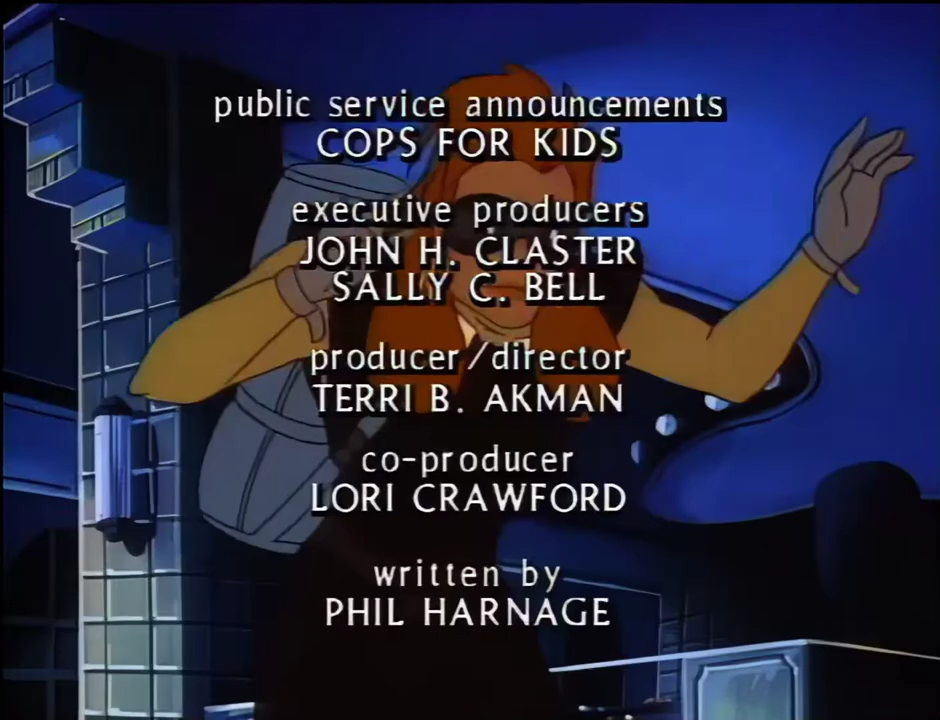 public service announcements
COPS FOR KIDS
executive producers
JOHN H. CLASTER
SALLY C. BELL
producer/director
TERRI B. AKMAN
co-producer
LORI CRAWFORD
written by
PHIL HARNAGE